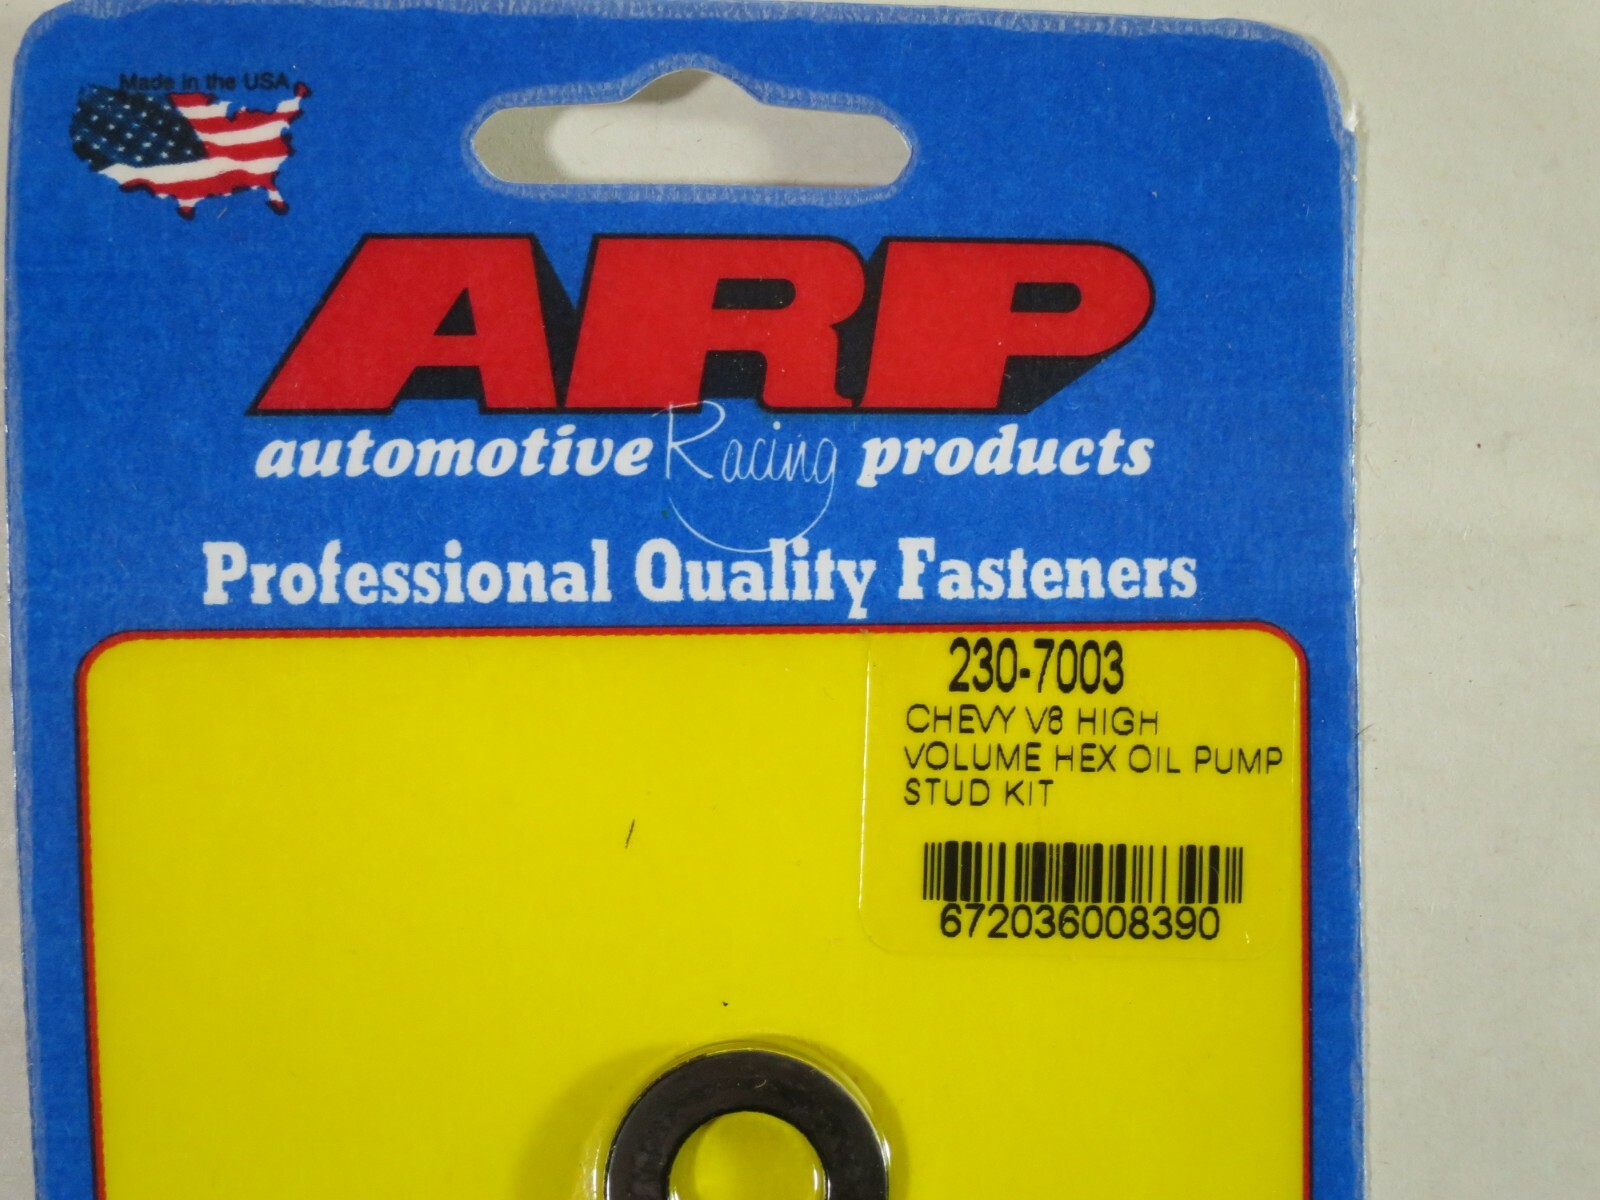 Made in the USA
ARP
automotive Racing products
Professional Quality Fasteners
230-7003
CHEVY V8 HIGH
VOLUME HEX OIL PUMP
STUD KIT
672036008390